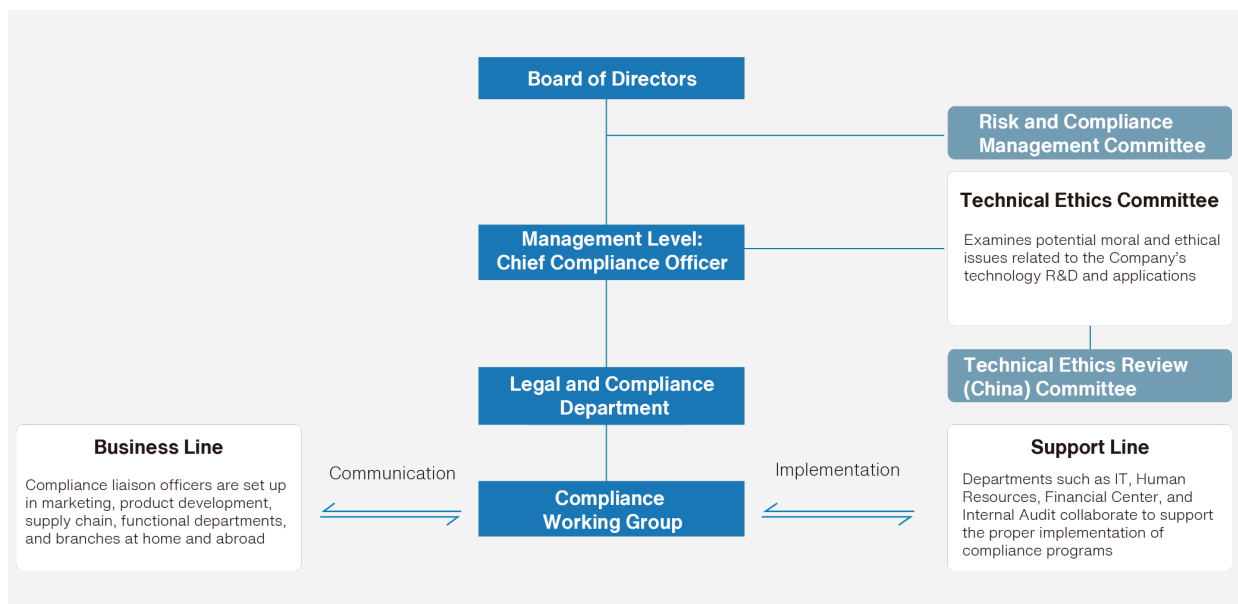 Board of Directors
Risk and Compliance
Management Committee
Technical Ethics Committee
Examines potential moral and ethical
issues related to the Company's
technology R&D and applications
Management Level:
Chief Compliance Officer
Technical Ethics Review
(China) Committee
Legal and Compliance
Department
Business Line
Compliance liaison officers are set up
in marketing, product development,
supply chain, functional departments,
and branches at home and abroad
Communication
Compliance
Working Group
Implementation
Support Line
Departments such as IT, Human
Resources, Financial Center, and
Internal Audit collaborate to support
the proper implementation of
compliance programs